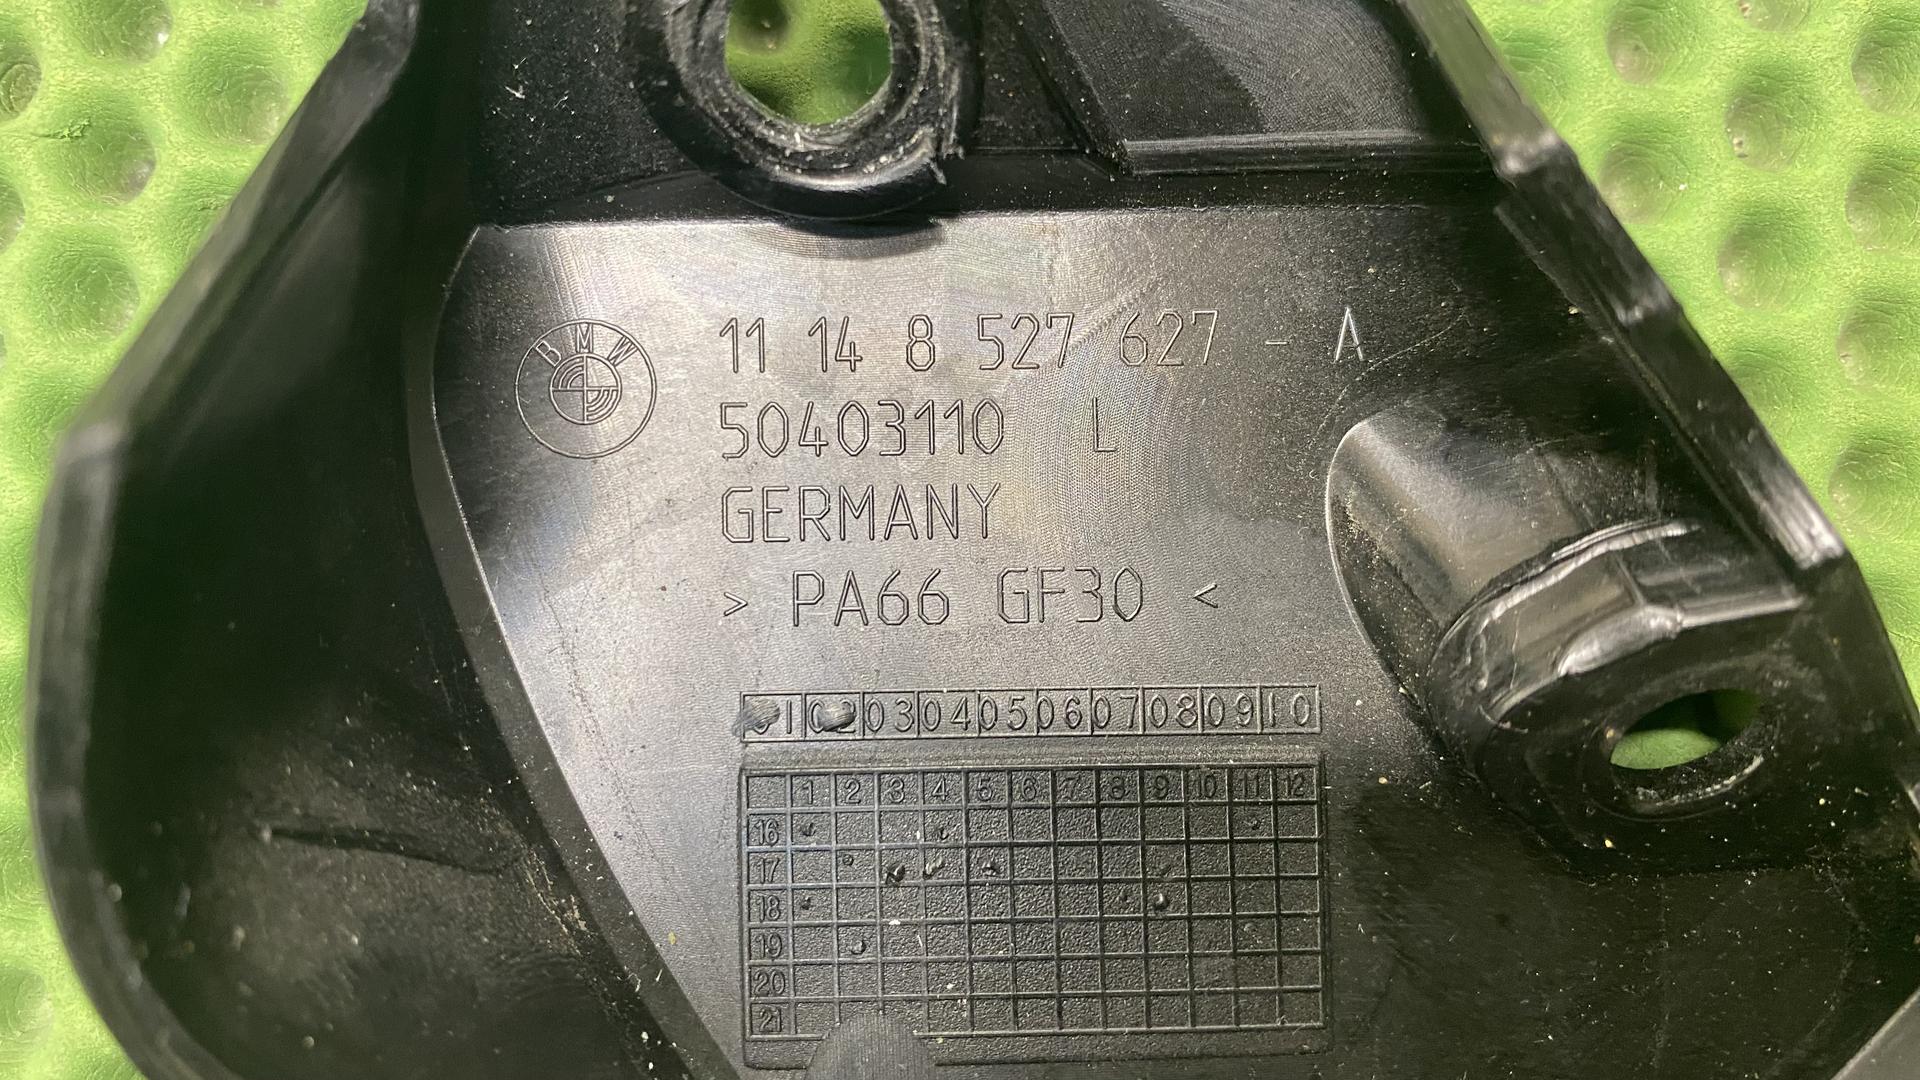 BMW
11 14 8 527 627 - A
50403110 L
GERMANY
> PA66 GF30 <
01 02 03 04 05 06 07 08 09 10
1 2 3 4 5 6 7 8 9 10 11 12
16
17
18
19
20
21